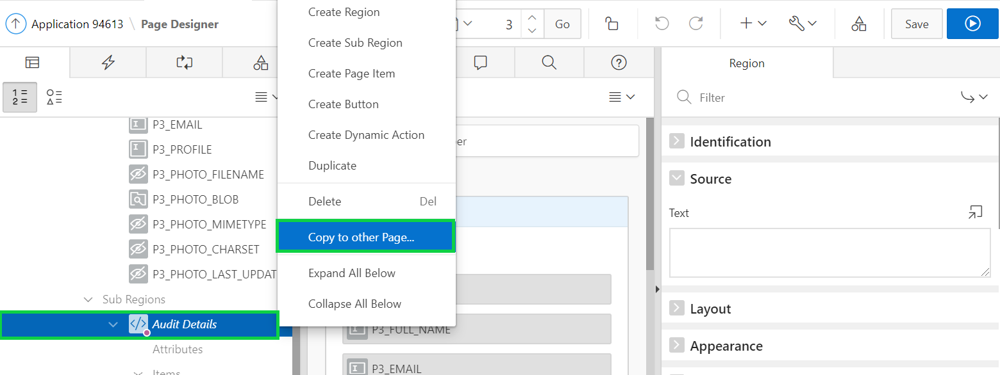 Application 94613 \ Page Designer
3
Go
Save
1 =
2 =
P3_EMAIL
P3_PROFILE
P3_PHOTO_FILENAME
P3_PHOTO_BLOB
P3_PHOTO_MIMETYPE
P3_PHOTO_CHARSET
P3_PHOTO_LAST_UPDAT
Sub Regions
Audit Details
Attributes
Items
Create Region
Create Sub Region
Create Page Item
Create Button
Create Dynamic Action
Duplicate
Delete Del
Copy to other Page...
Expand All Below
Collapse All Below
P3_FULL_NAME
P3_EMAIL
Region
Filter
Identification
Source
Text
Layout
Appearance